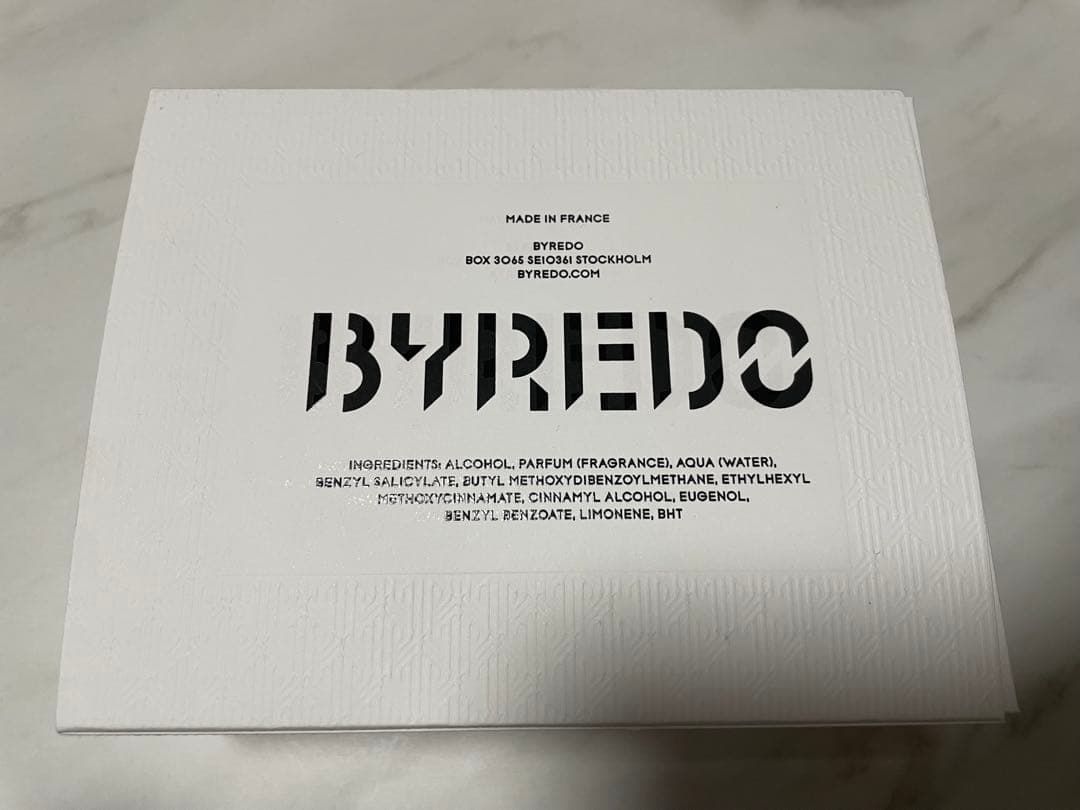 MADE IN FRANCE
BYREDO
BOX 3065 SE10361 STOCKHOLM
BYREDO.COM
BYREDO
INGREDIENTS: ALCOHOL, PARFUM (FRAGRANCE), AQUA (WATER),
BENZYL SALICYLATE, BUTYL METHOXYDIBENZOYLMETHANE, ETHYLHEXYL
METHOXYCINNAMATE, CINNAMYL ALCOHOL, EUGENOL,
BENZYL BENZOATE, LIMONENE, BHT